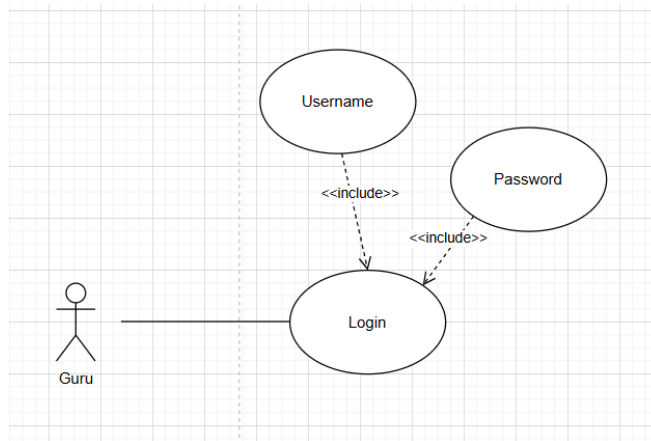 Username
<<include>>
Password
<<include>>
Login
Guru